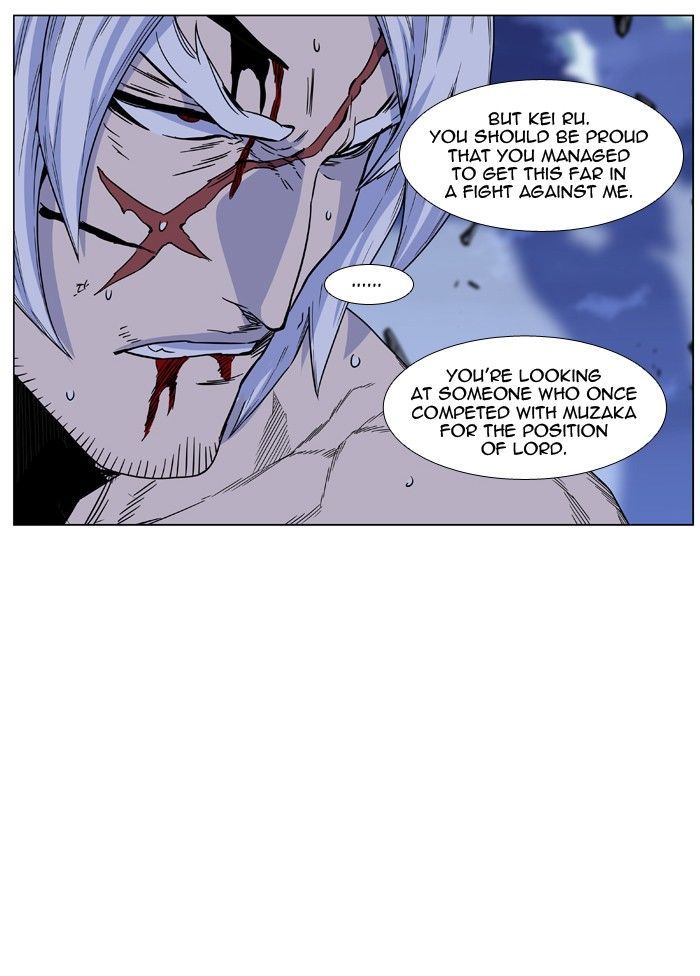 BUT KEI RU.
YOU SHOULD BE PROUD
THAT YOU MANAGED
TO GET THIS FAR IN
A FIGHT AGAINST ME.
......
YOU'RE LOOKING
AT SOMEONE WHO ONCE
COMPETED WITH MUZAKA
FOR THE POSITION
OF LORD.